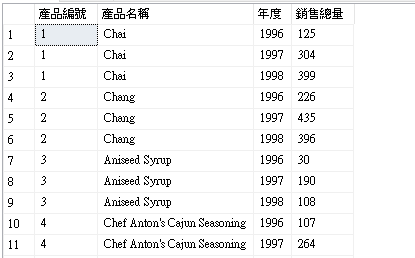 產品編號 產品名稱 年度 銷售總量
1 1 Chai 1996 125
2 1 Chai 1997 304
3 1 Chai 1998 399
4 2 Chang 1996 226
5 2 Chang 1997 435
6 2 Chang 1998 396
7 3 Aniseed Syrup 1996 30
8 3 Aniseed Syrup 1997 190
9 3 Aniseed Syrup 1998 108
10 4 Chef Anton's Cajun Seasoning 1996 107
11 4 Chef Anton's Cajun Seasoning 1997 264